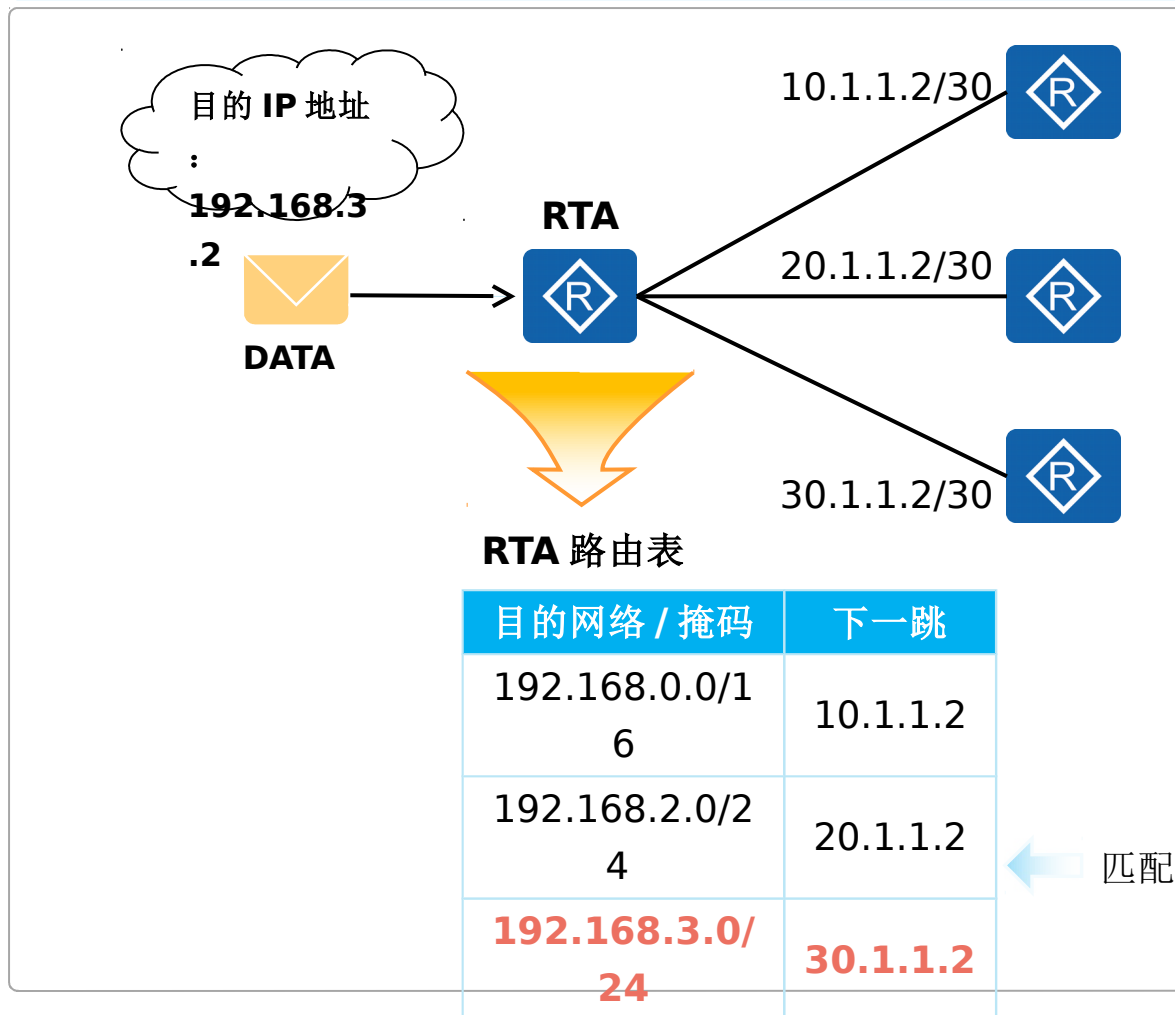 目的 IP 地址
：
192.168.3
.2
DATA
RTA
R
10.1.1.2/30
R
20.1.1.2/30
R
30.1.1.2/30
R
RTA 路由表
目的网络 / 掩码 下一跳
192.168.0.0/1
6
10.1.1.2
192.168.2.0/2
4
20.1.1.2
匹配
192.168.3.0/
24
30.1.1.2